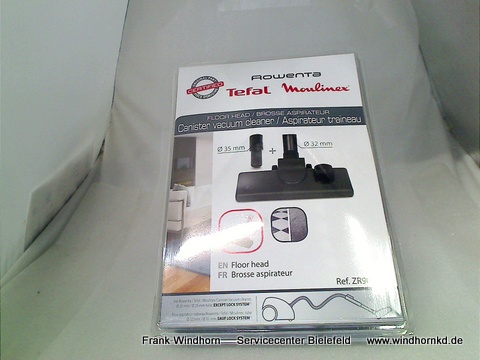 CERTIFIED
Rowenta
Tefal Moulinex
FLOOR HEAD / BROSSE ASPIRATEUR
Canister vacuum cleaner / Aspirateur traineau
Ø 35 mm + Ø 32 mm
EN Floor head
FR Brosse aspirateur
Ref. ZR9
EXCEPT LOCK SYSTEM
SAUF LOCK SYSTEM
Frank Windhorn---- Servicecenter Bielefeld www.windhornkd.de